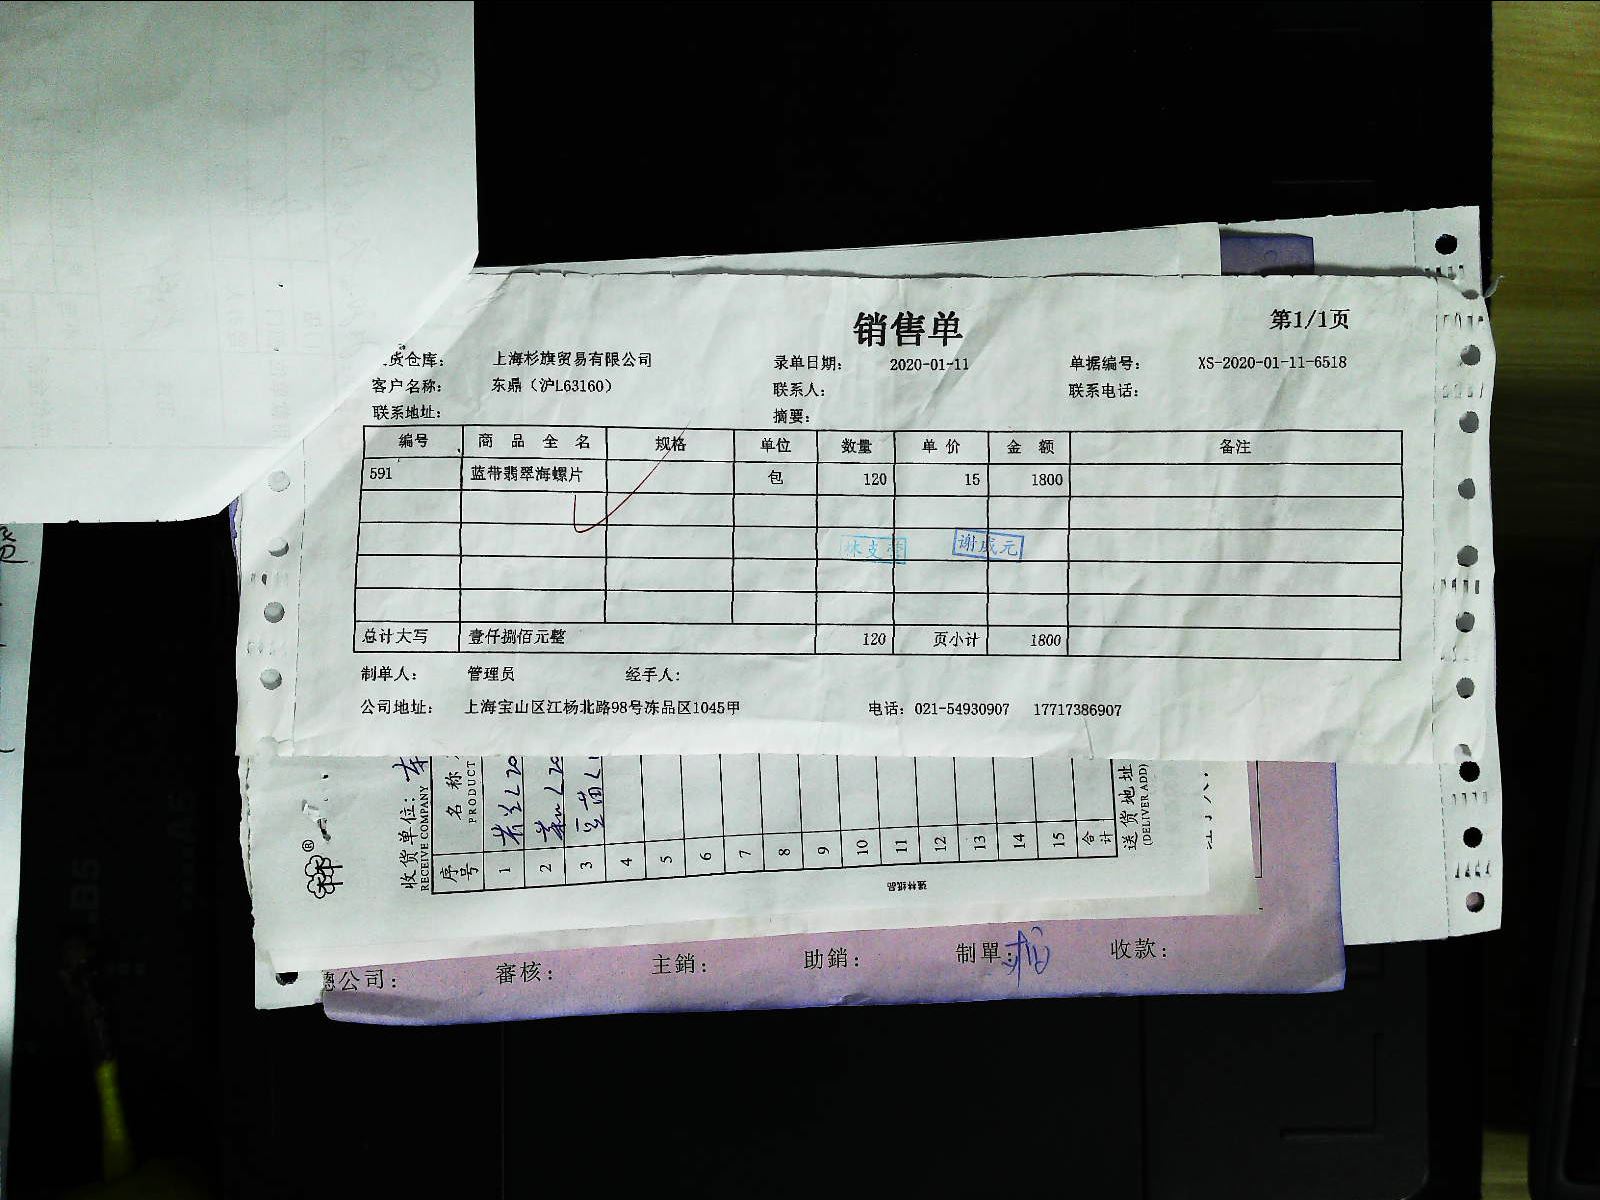 销售单
第1/1页
货仓库： 上海杉旗贸易有限公司 录单日期： 2020-01-11 单据编号： XS-2020-01-11-6518
客户名称： 东鼎（沪L63160） 联系人： 联系电话：
联系地址： 摘要：
编号 商品全名 规格 单位 数量 单价 金额 备注
591 蓝带翡翠海螺片 包 120 15 1800
谢成元
总计大写 壹仟捌佰元整 120 页小计 1800
制单人： 管理员 经手人：
公司地址： 上海宝山区江杨北路98号冻品区1045甲 电话：021-54930907 17717386907
收货单位：
RECEIVE COMPANY
序号 名称
PRODUCT
1
2
3
4
5
6
7
8
9
10
11
12
13
14
15
合计
送货地址
(DELIVER ADD)
德公司： 審核： 主銷： 助銷： 制單： 收款：